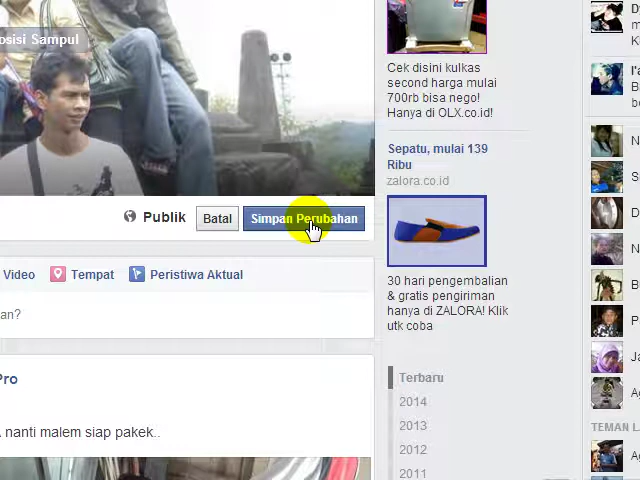 osisi Sampul
Publik
Batal
Simpan Perubahan
Video
Tempat
Peristiwa Aktual
an?
Pro
nanti malem siap pakek..
Cek disini kulkas
second harga mulai
700rb bisa nego!
Hanya di OLX.co.id!
Sepatu, mulai 139
Ribu
zalora.co.id
30 hari pengembalian
& gratis pengiriman
hanya di ZALORA! Klik
utk coba
Terbaru
2014
2013
2012
2011
TEMAN LA